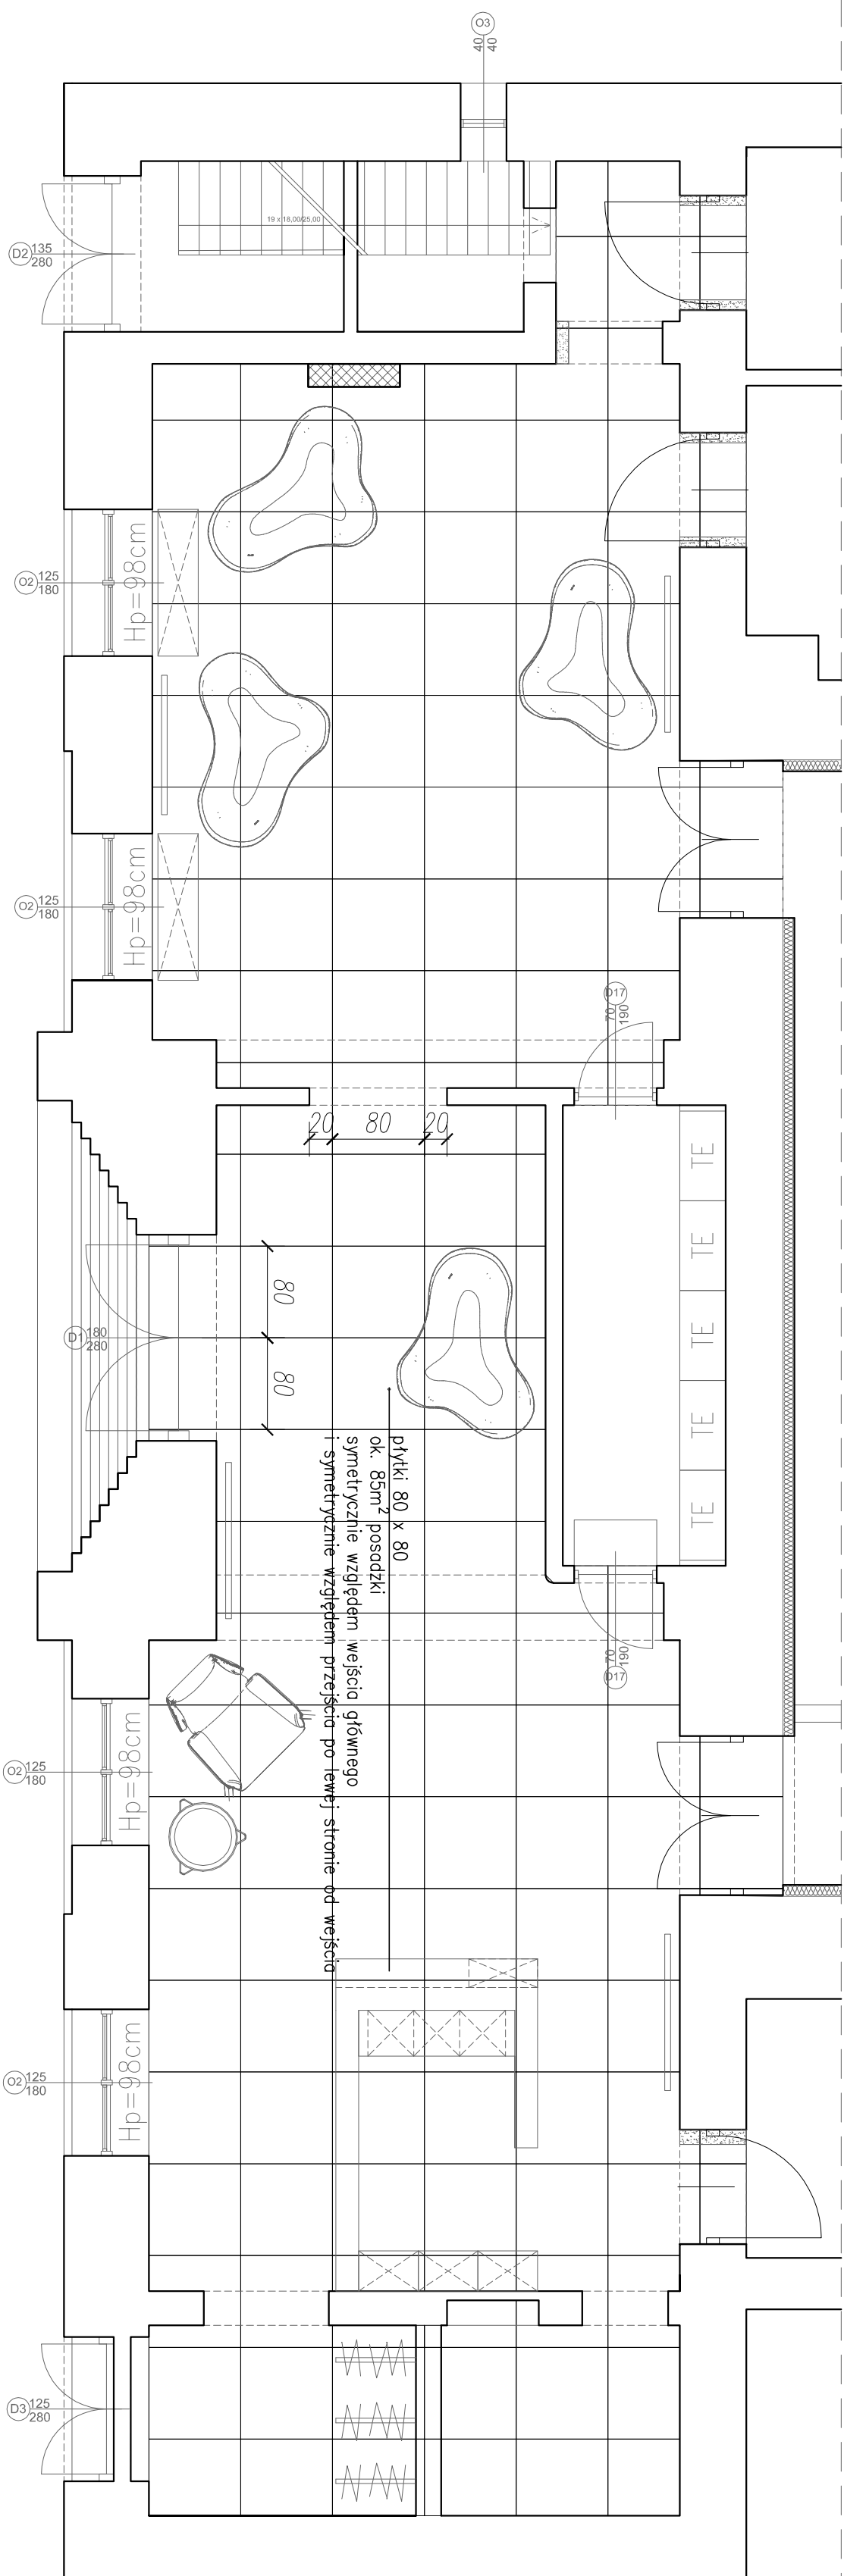 O3
40
40
19 x 16,00/25,00
D2
135
280
O2
125
180
Hp=98cm
O2
125
180
Hp=98cm
D17
70
190
20
80
20
TE
TE
TE
TE
TE
80
80
D1
180
280
płytki 80 x 80
ok. 85m² posadzki
symetrycznie względem wejścia głównego
i symetrycznie względem przejścia po lewej stronie od wejścia
D17
70
190
O2
125
180
Hp=98cm
O2
125
180
Hp=98cm
D3
125
280